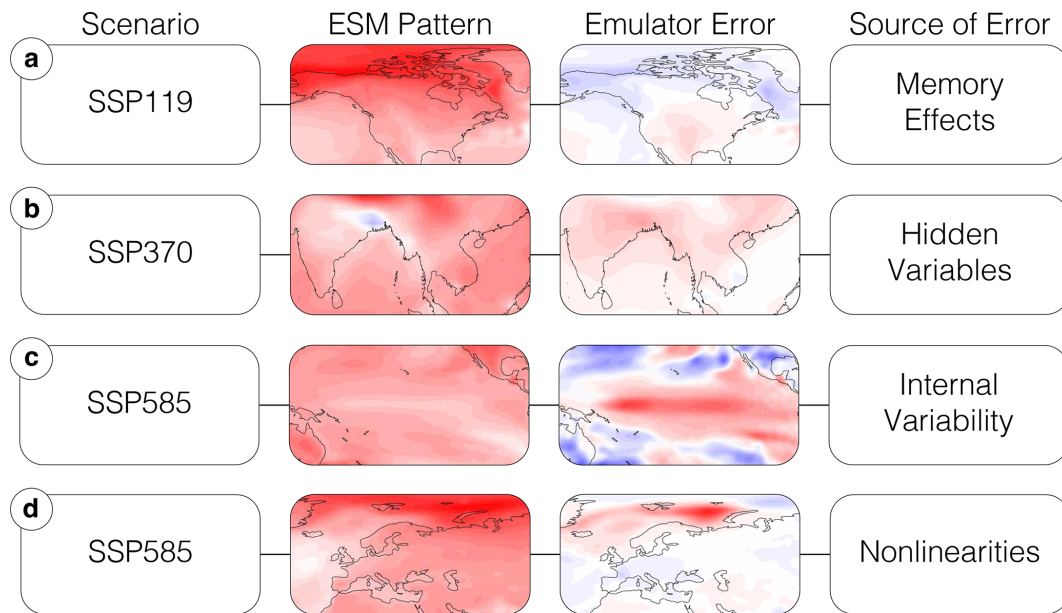 Scenario
ESM Pattern
Emulator Error
Source of Error
a
SSP119
Memory
Effects
b
SSP370
Hidden
Variables
c
SSP585
Internal
Variability
d
SSP585
Nonlinearities